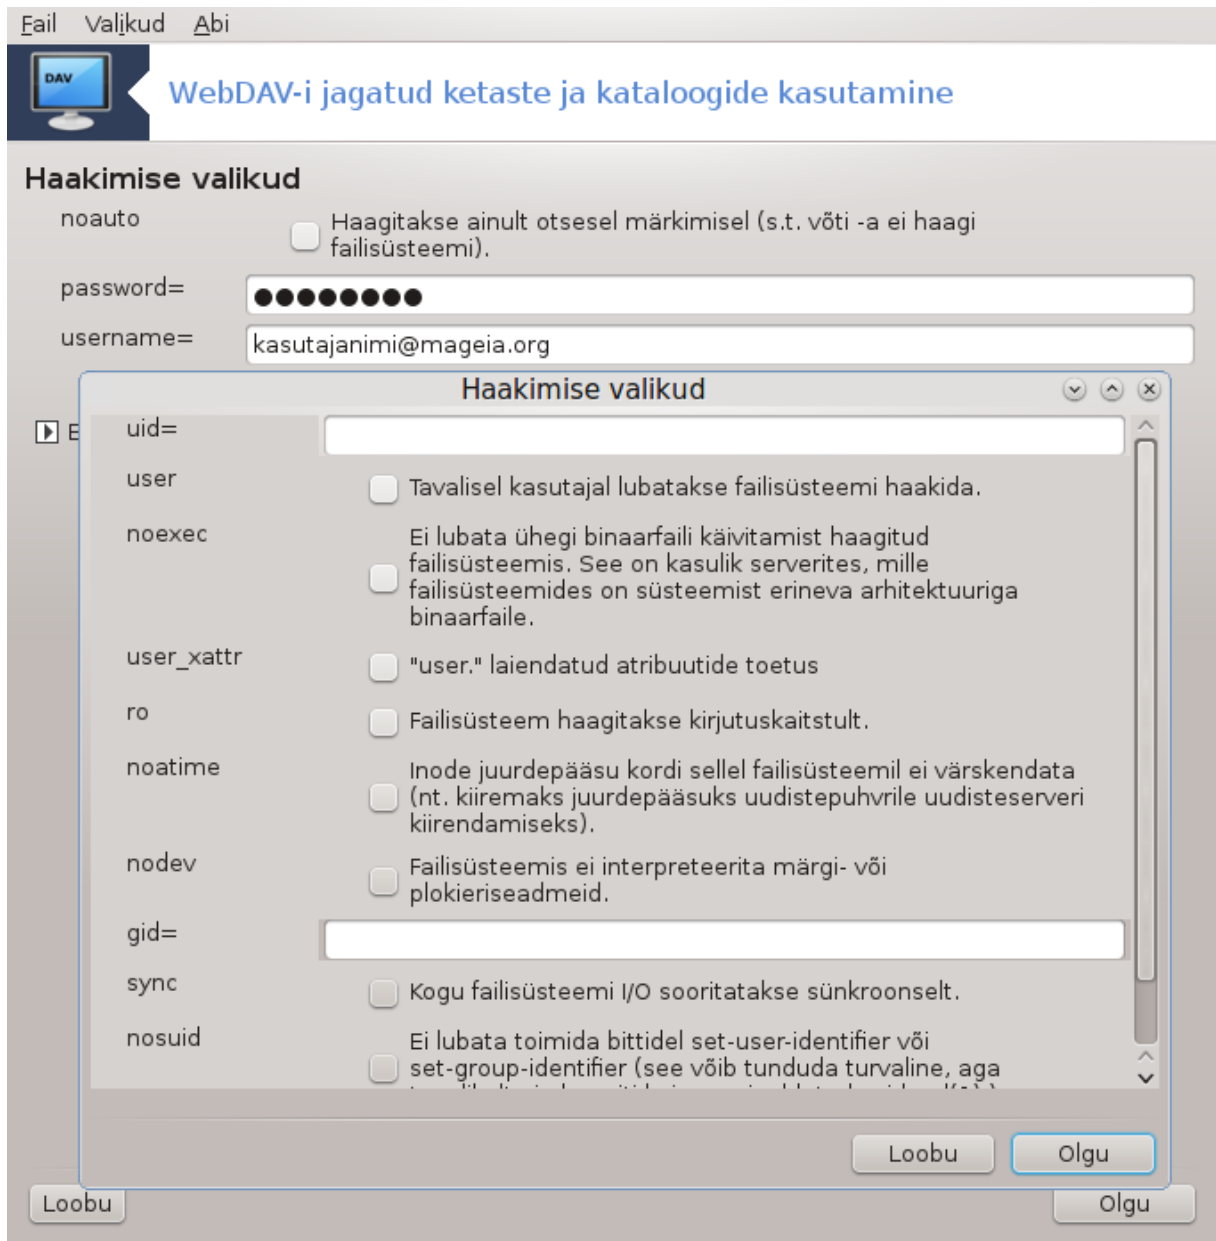 Fail Valikud Abi
DAV
WebDAV-i jagatud ketaste ja kataloogide kasutamine
Haakimise valikud
noauto
Haagitakse ainult otsesel märkimisel (s.t. võti -a ei haagi
failisüsteemi).
password=
username=
kasutajanimi@mageia.org
Haakimise valikud
E
uid=
user
Tavalisel kasutajal lubatakse failisüsteemi haakida.
noexec
Ei lubata ühegi binaarfaili käivitamist haagitud
failisüsteemis. See on kasulik serverites, mille
failisüsteemides on süsteemist erineva arhitektuuriga
binaarfaile.
user_xattr
"user." laiendatud atribuutide toetus
ro
Failisüsteem haagitakse kirjutuskaitstult.
noatime
Inode juurdepääsu kordi sellel failisüsteemil ei värskendata
(nt. kiiremaks juurdepääsuks uudistepuhvrile uudisteserveri
kiirendamiseks).
nodev
Failisüsteemis ei interpreteerita märgi- või
plokieriseadmeid.
gid=
sync
Kogu failisüsteemi I/O sooritatakse sünkroonselt.
nosuid
Ei lubata toimida bittidel set-user-identifier või
set-group-identifier (see võib tunduda turvaline, aga
Loobu Olgu
Loobu Olgu